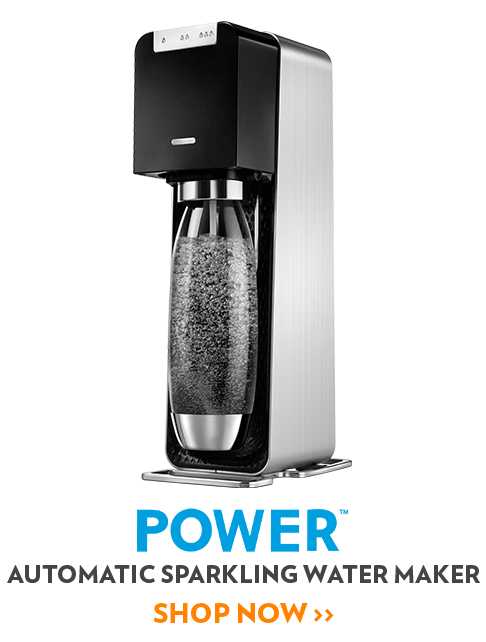 POWER™
AUTOMATIC SPARKLING WATER MAKER
SHOP NOW >>